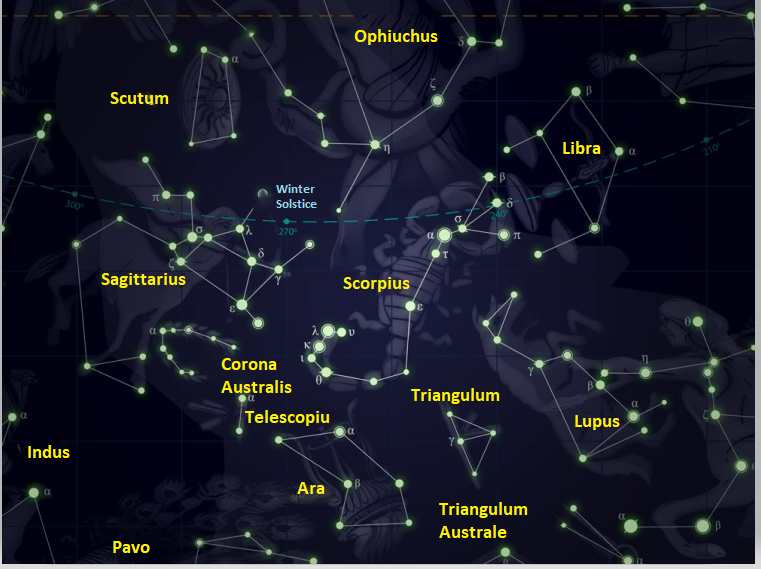 Ophiuchus
δ
α
ζ
Scutum
β
Libra
η
α
210°
β
π
300°
Winter
Solstice
δ
240°
270°
σ
λ
σ
α
π
δ
τ
ζ
γ
Sagittarius
Scorpius
ε
ε
θ
α
λ
υ
κ
ι
η
γ
Corona
Australis
θ
β
Triangulum
α
α
Telescopiu
ζ
α
Lupus
α
γ
Indus
ε
Ara
β
α
Triangulum
Australe
α
β
Pavo
α